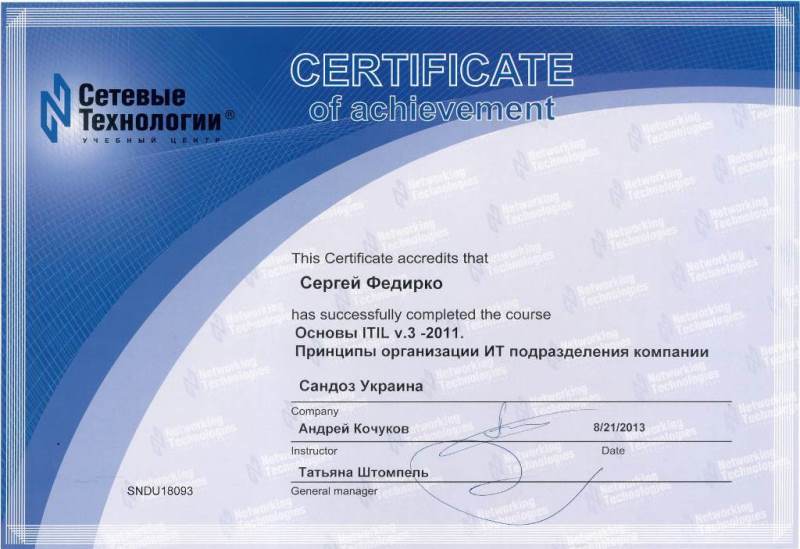 CERTIFICATE
of achievement
Сетевые
Технологии®
УЧЕБНЫЙ ЦЕНТР
This Certificate accredits that
Сергей Федирко
has successfully completed the course
Основы ITIL v.3 -2011.
Принципы организации ИТ подразделения компании
Сандоз Украина
Company
Андрей Кочуков 8/21/2013
Instructor Date
Татьяна Штомпель
SNDU18093
General manager
Networking
Technologies